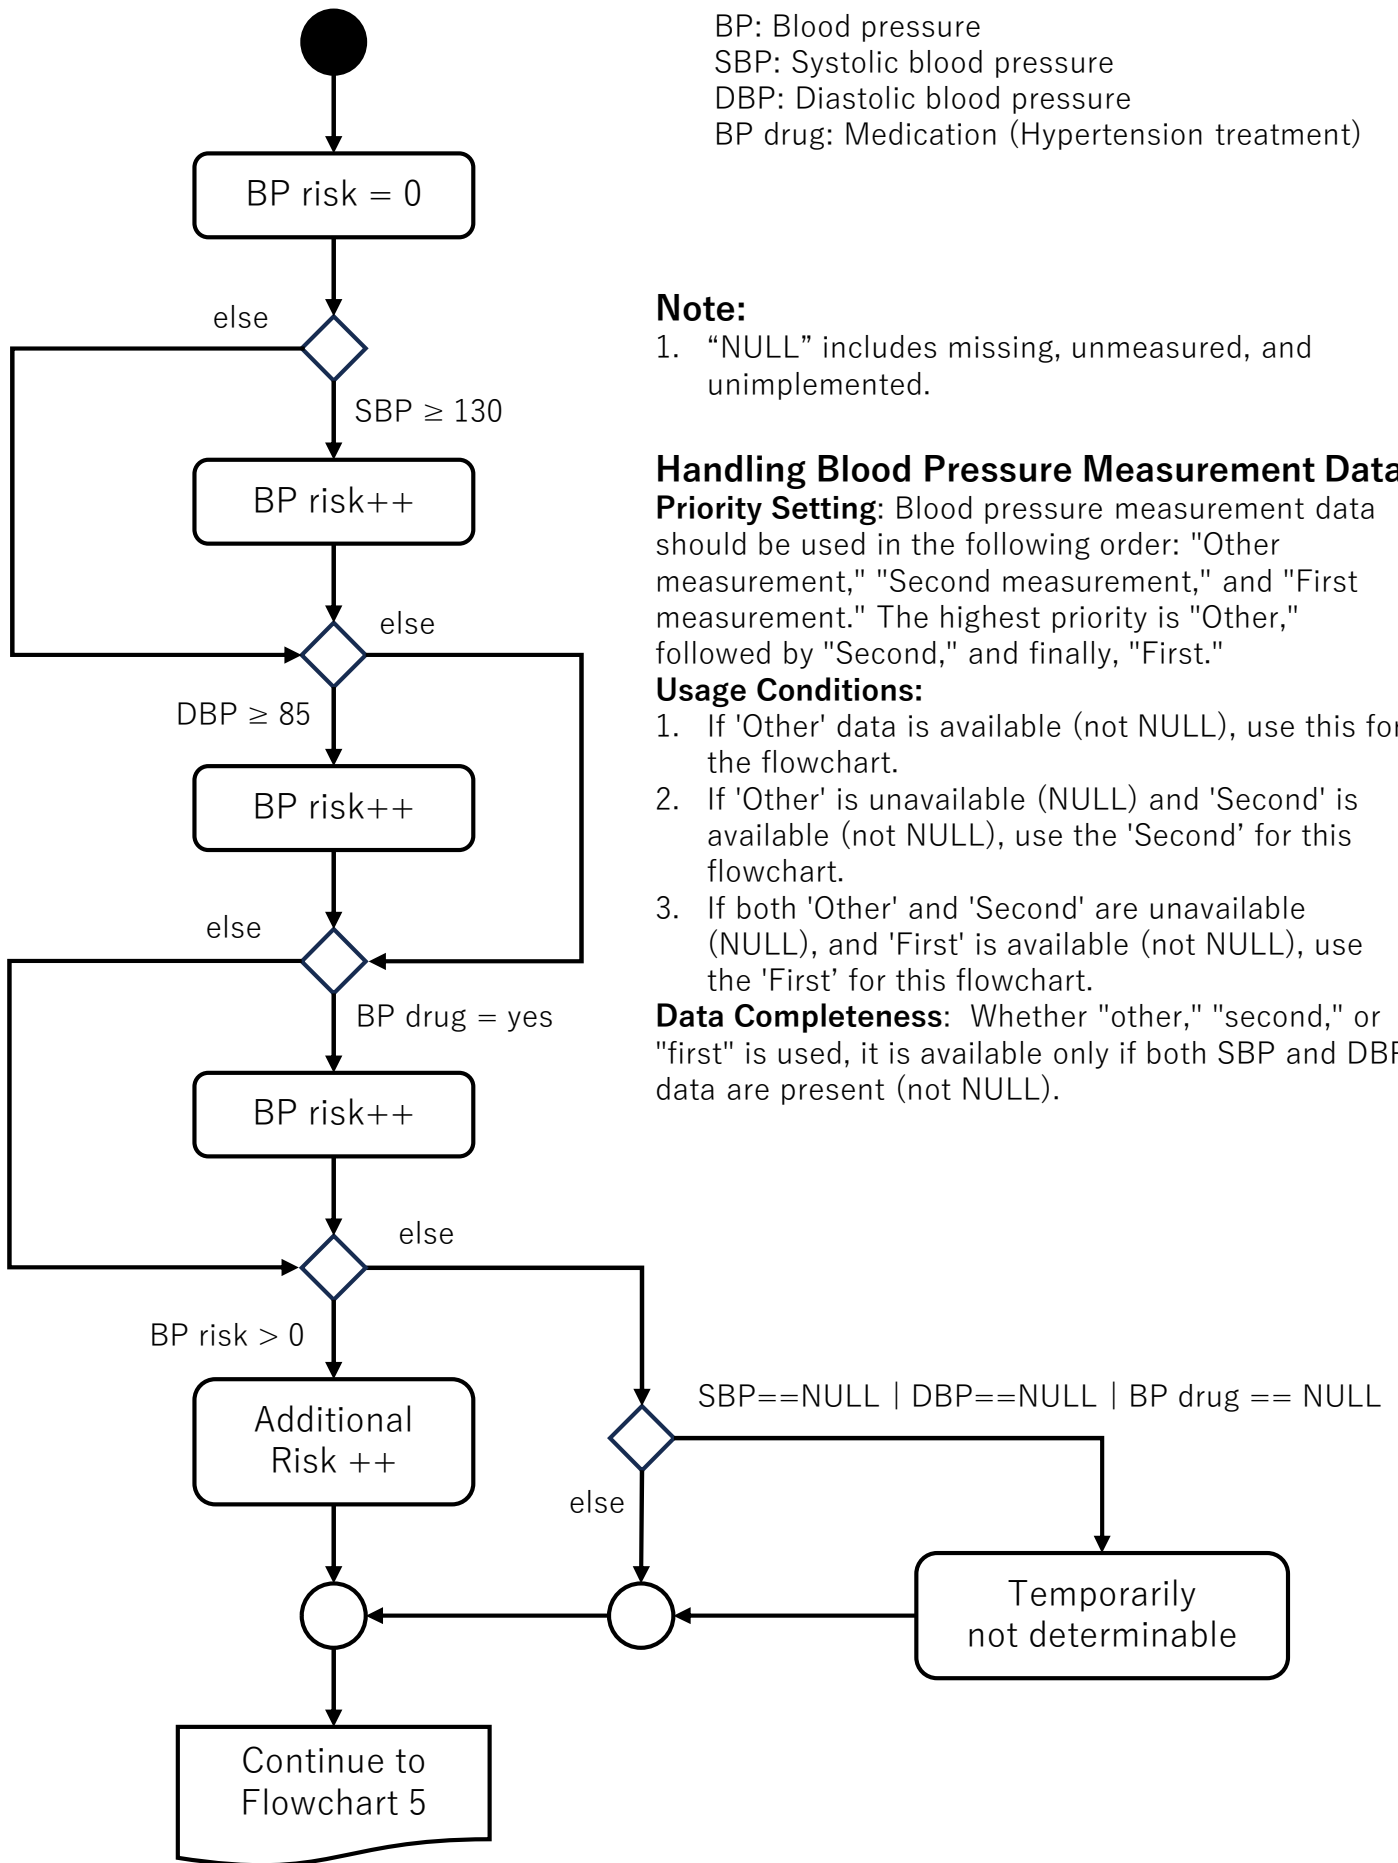 BP: Blood pressure
SBP: Systolic blood pressure
DBP: Diastolic blood pressure
BP drug: Medication (Hypertension treatment)
BP risk = 0
else
SBP ≥ 130
BP risk++
else
DBP ≥ 85
BP risk++
else
BP drug = yes
BP risk++
else
BP risk > 0
Additional
Risk ++
SBP==NULL | DBP==NULL | BP drug == NULL
else
Temporarily
not determinable
Continue to
Flowchart 5
Note:
1. “NULL” includes missing, unmeasured, and
unimplemented.
Handling Blood Pressure Measurement Data
Priority Setting: Blood pressure measurement data
should be used in the following order: "Other
measurement," "Second measurement," and "First
measurement." The highest priority is "Other,"
followed by "Second," and finally, "First."
Usage Conditions:
1. If 'Other' data is available (not NULL), use this for
the flowchart.
2. If 'Other' is unavailable (NULL) and 'Second' is
available (not NULL), use the 'Second’ for this
flowchart.
3. If both 'Other' and 'Second' are unavailable
(NULL), and 'First' is available (not NULL), use
the 'First’ for this flowchart.
Data Completeness: Whether "other," "second," or
"first" is used, it is available only if both SBP and DBP
data are present (not NULL).